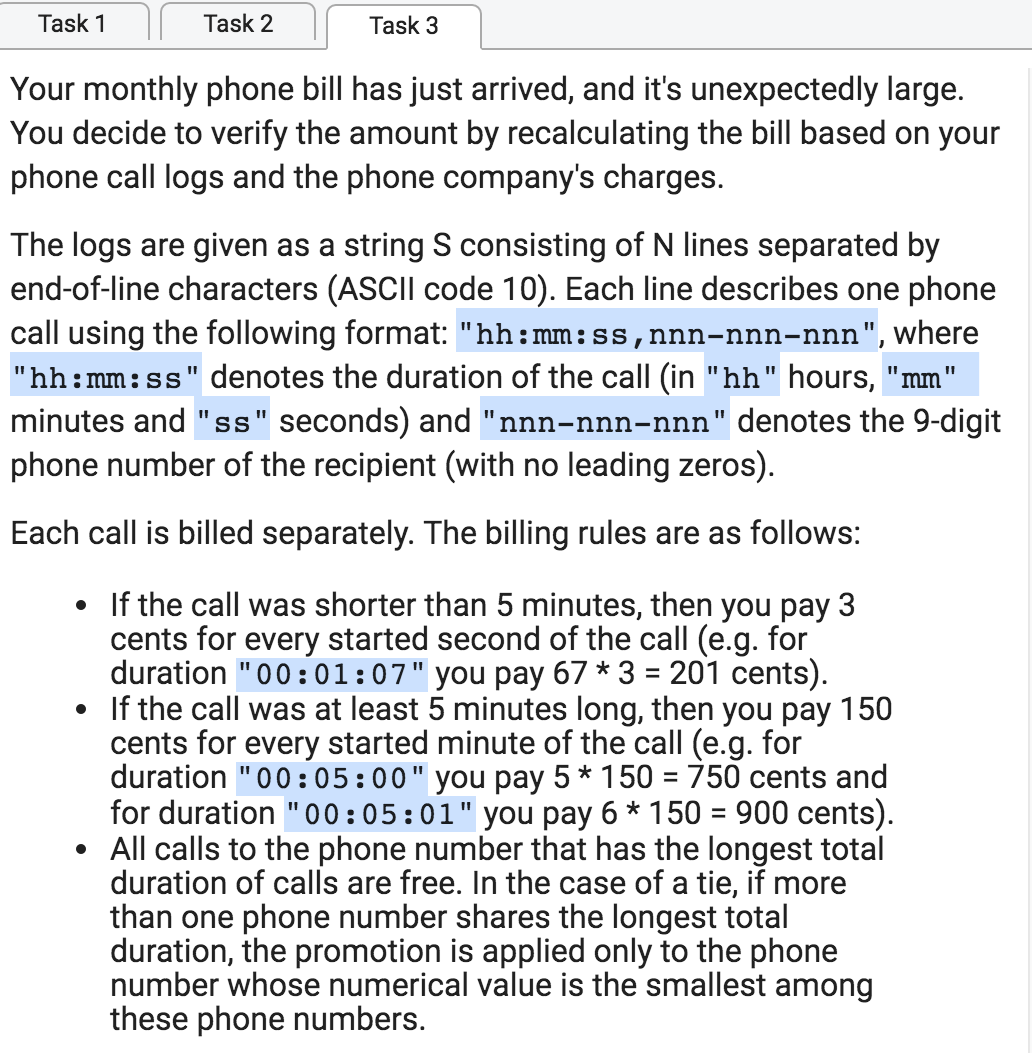 Task 1
Task 2
Task 3
Your monthly phone bill has just arrived, and it's unexpectedly large.
You decide to verify the amount by recalculating the bill based on your
phone call logs and the phone company's charges.
The logs are given as a string S consisting of N lines separated by
end-of-line characters (ASCII code 10). Each line describes one phone
call using the following format: "hh:mm:ss,nnn-nnn-nnn", where
"hh:mm:ss" denotes the duration of the call (in "hh" hours, "mm"
minutes and "ss" seconds) and "nnn-nnn-nnn" denotes the 9-digit
phone number of the recipient (with no leading zeros).
Each call is billed separately. The billing rules are as follows:
• If the call was shorter than 5 minutes, then you pay 3
cents for every started second of the call (e.g. for
duration "00:01:07" you pay 67 * 3 = 201 cents).
• If the call was at least 5 minutes long, then you pay 150
cents for every started minute of the call (e.g. for
duration "00:05:00" you pay 5 * 150 = 750 cents and
for duration "00:05:01" you pay 6 * 150 = 900 cents).
• All calls to the phone number that has the longest total
duration of calls are free. In the case of a tie, if more
than one phone number shares the longest total
duration, the promotion is applied only to the phone
number whose numerical value is the smallest among
these phone numbers.